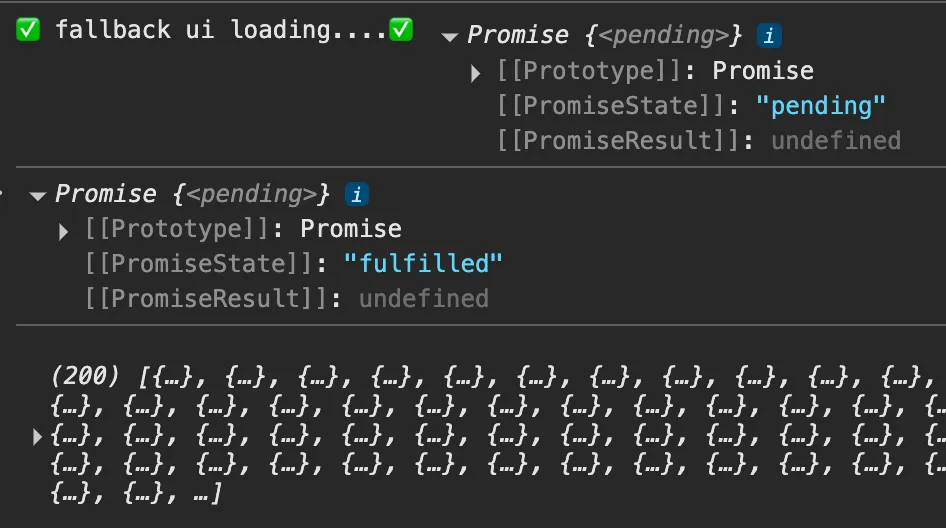 ✅ fallback ui loading....✅ ▼ Promise {<pending>} i
▶ [[Prototype]]: Promise
[[PromiseState]]: "pending"
[[PromiseResult]]: undefined
▼ Promise {<pending>} i
▶ [[Prototype]]: Promise
[[PromiseState]]: "fulfilled"
[[PromiseResult]]: undefined
(200) [{…}, {…}, {…}, {…}, {…}, {…}, {…}, {…}, {…}, {…}, {…},
{…}, {…}, {…}, {…}, {…}, {…}, {…}, {…}, {…}, {…}, {…}, {…}, {…
▶ {…}, {…}, {…}, {…}, {…}, {…}, {…}, {…}, {…}, {…}, {…}, {…}, {…
{…}, {…}, {…}, {…}, {…}, {…}, {…}, {…}, {…}, {…}, {…}, {…}, {…
{…}, {…}, …]